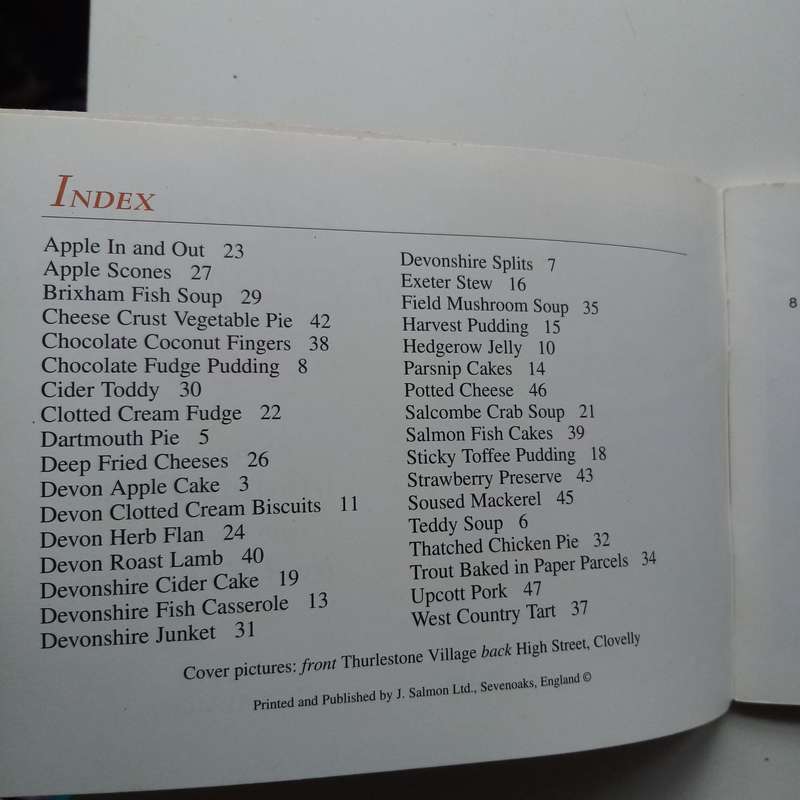 INDEX
Apple In and Out 23
Apple Scones 27
Brixham Fish Soup 29
Cheese Crust Vegetable Pie 42
Chocolate Coconut Fingers 38
Chocolate Fudge Pudding 8
Cider Toddy 30
Clotted Cream Fudge 22
Dartmouth Pie 5
Deep Fried Cheeses 26
Devon Apple Cake 3
Devon Clotted Cream Biscuits 11
Devon Herb Flan 24
Devon Roast Lamb 40
Devonshire Cider Cake 19
Devonshire Fish Casserole 13
Devonshire Junket 31
Devonshire Splits 7
Exeter Stew 16
Field Mushroom Soup 35
Harvest Pudding 15
Hedgerow Jelly 10
Parsnip Cakes 14
Potted Cheese 46
Salcombe Crab Soup 21
Salmon Fish Cakes 39
Sticky Toffee Pudding 18
Strawberry Preserve 43
Soused Mackerel 45
Teddy Soup 6
Thatched Chicken Pie 32
Trout Baked in Paper Parcels 34
Upcott Pork 47
West Country Tart 37
Cover pictures: front Thurlestone Village back High Street, Clovelly
Printed and Published by J. Salmon Ltd., Sevenoaks, England ©
8